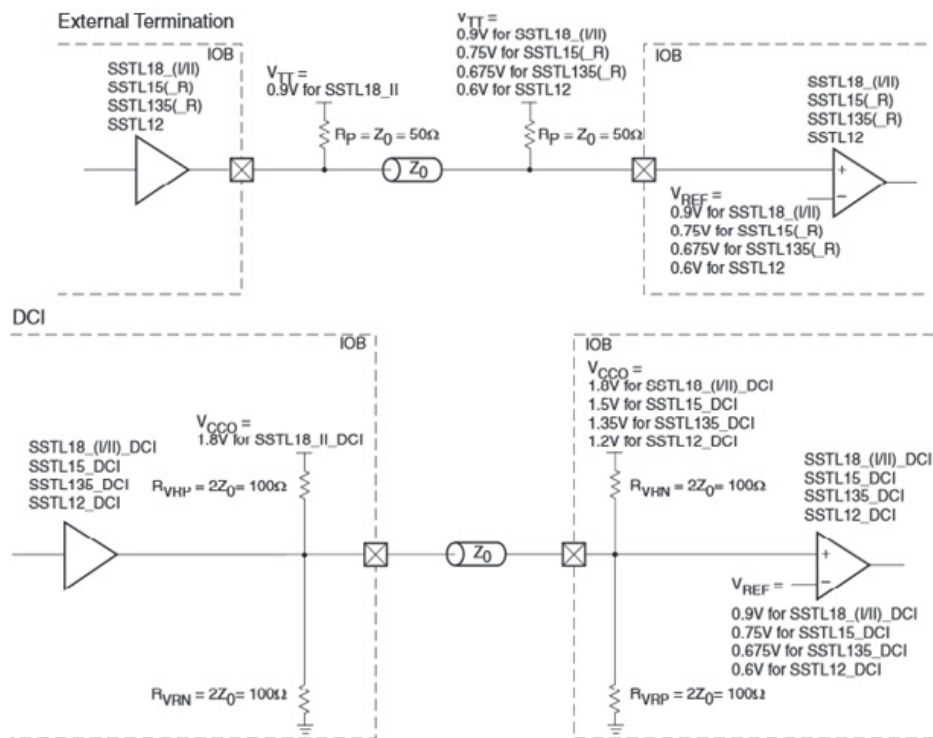 External Termination
IOB
SSTL18_(I/II)
SSTL15(_R)
SSTL135(_R)
SSTL12
VTT =
0.9V for SSTL18_II
RP = Z0 = 50Ω
Z0
VTT =
0.9V for SSTL18_(I/II)
0.75V for SSTL15(_R)
0.675V for SSTL135(_R)
0.6V for SSTL12
RP = Z0 = 50Ω
IOB
SSTL18_(I/II)
SSTL15(_R)
SSTL135(_R)
SSTL12
+
−
VREF =
0.9V for SSTL18_(I/II)
0.75V for SSTL15(_R)
0.675V for SSTL135(_R)
0.6V for SSTL12
DCI
IOB
SSTL18_(I/II)_DCI
SSTL15_DCI
SSTL135_DCI
SSTL12_DCI
VCCO =
1.8V for SSTL18_II_DCI
RVRP = 2Z0= 100Ω
RVRN = 2Z0= 100Ω
Z0
IOB
VCCO =
1.8V for SSTL18_(I/II)_DCI
1.5V for SSTL15_DCI
1.35V for SSTL135_DCI
1.2V for SSTL12_DCI
RVRN = 2Z0= 100Ω
RVRP = 2Z0= 100Ω
SSTL18_(I/II)_DCI
SSTL15_DCI
SSTL135_DCI
SSTL12_DCI
+
−
VREF =
0.9V for SSTL18_(I/II)_DCI
0.75V for SSTL15_DCI
0.675V for SSTL135_DCI
0.6V for SSTL12_DCI